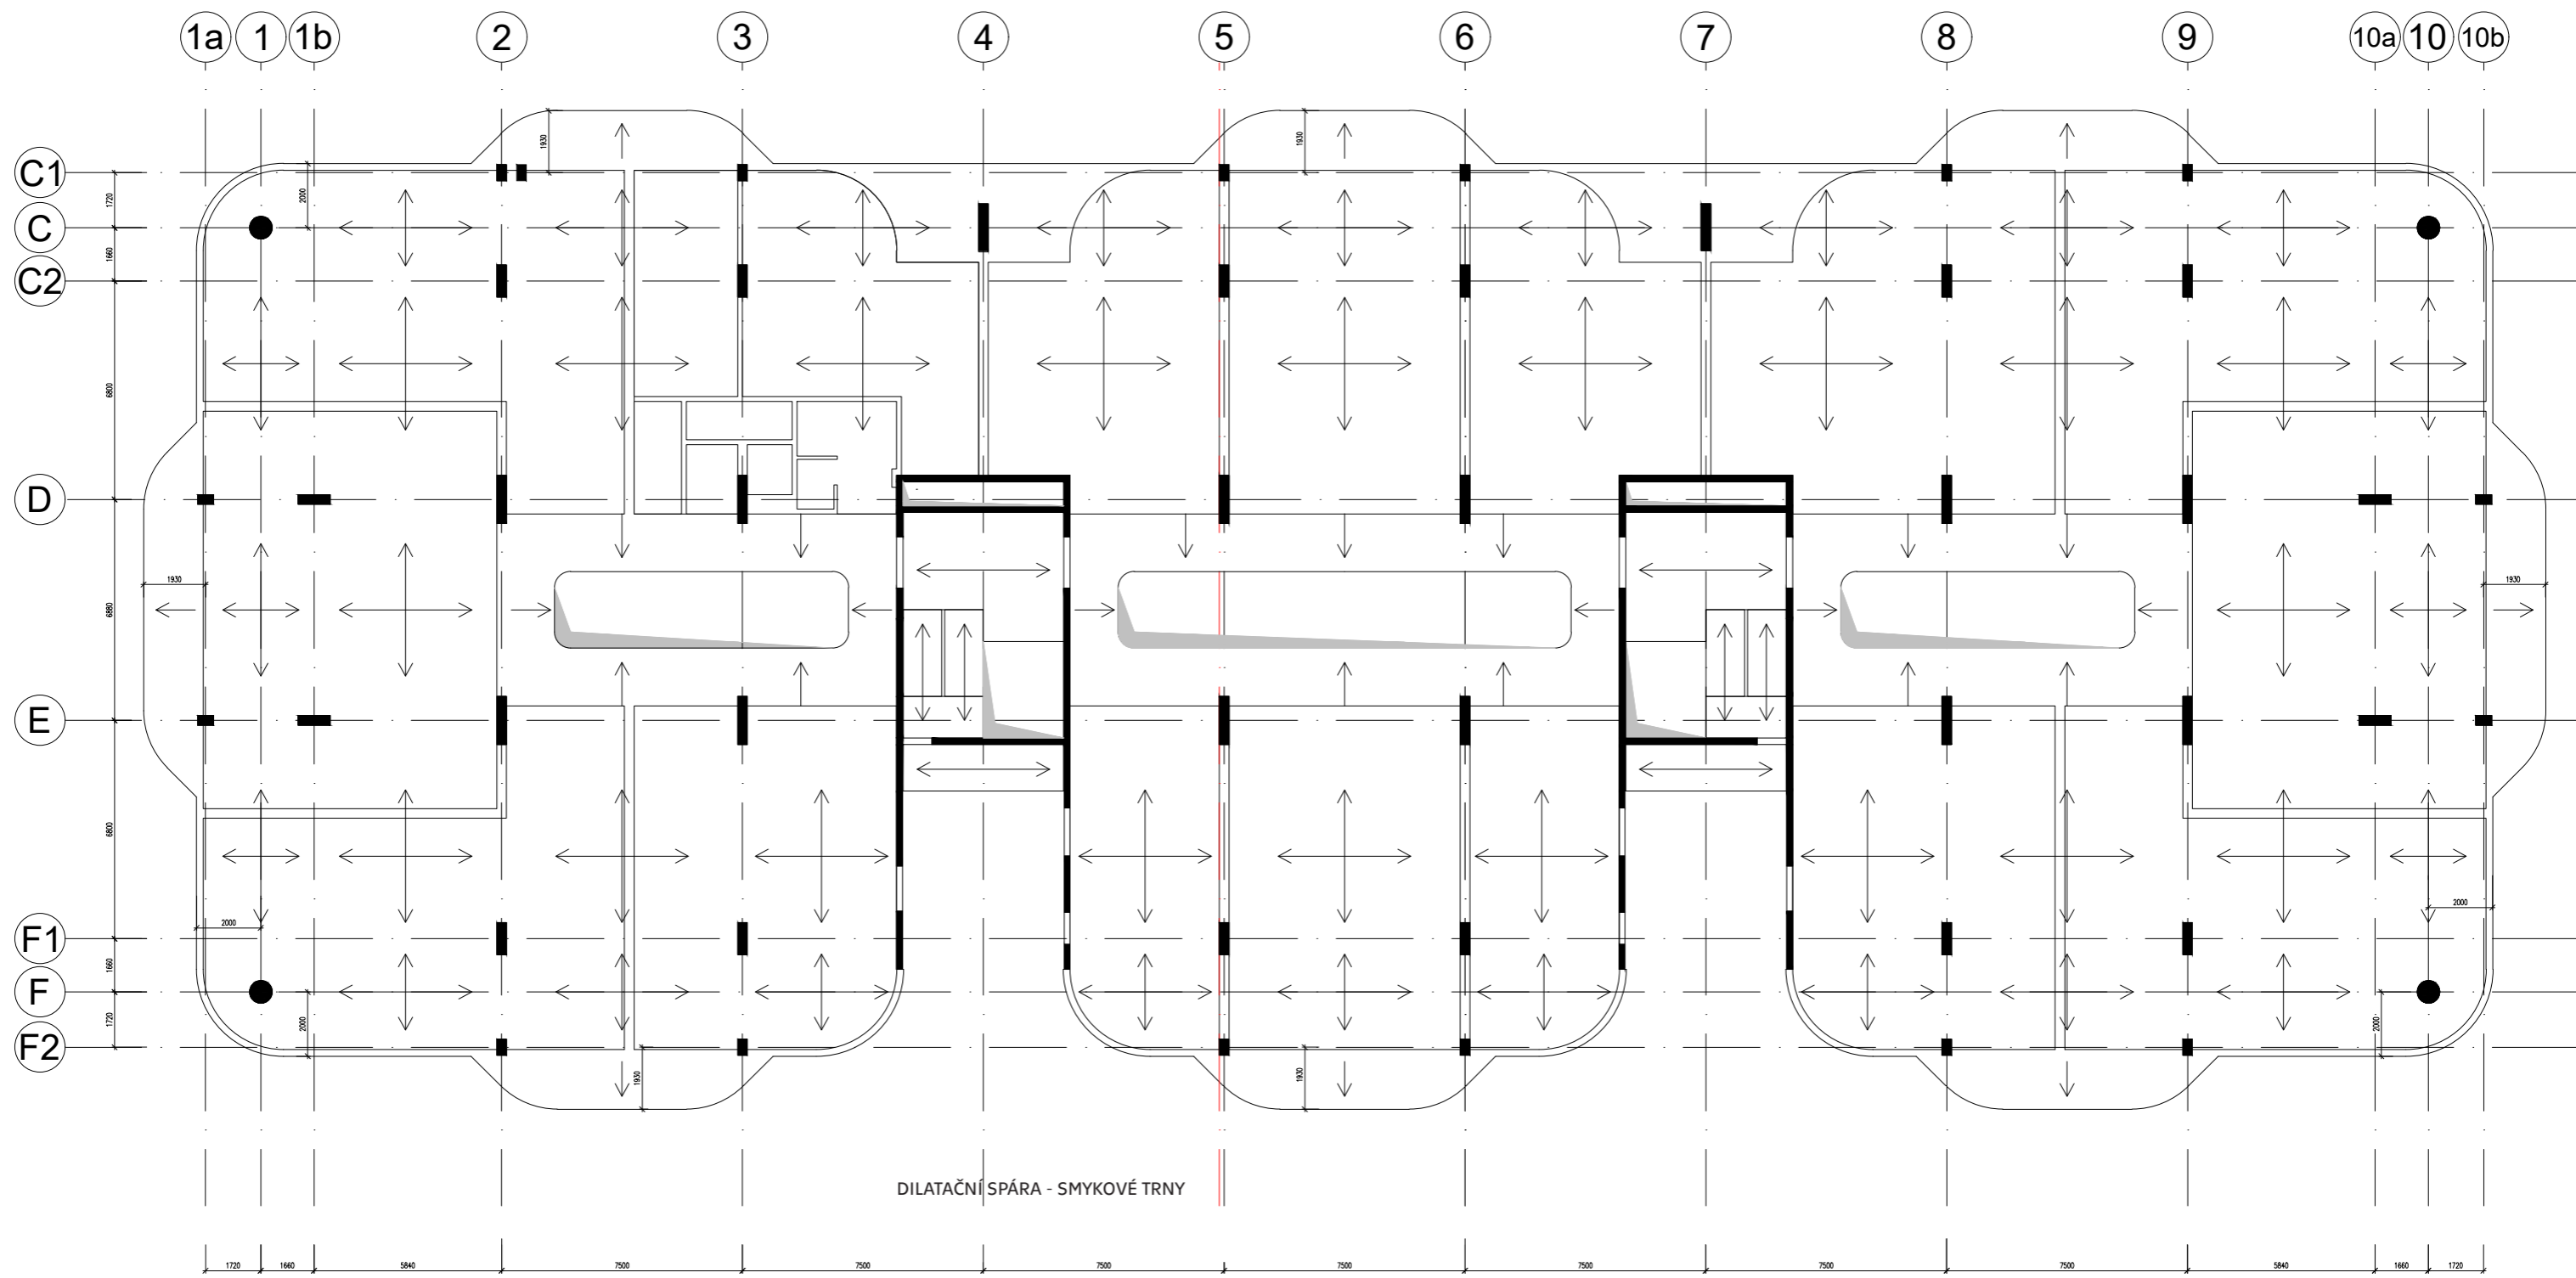 1a 1 1b 2 3 4 5 6 7 8 9 10a 10 10b
1930 1930
C1
2000
1720
C
1660
C2
6800
D
1930 6880 1930
E
6800
2000 2000
F1
1660
F
2000 2000
1720
F2
1930 1930
DILATAČNÍ SPÁRA - SMYKOVÉ TRNY
1720 1660 5840 7500 7500 7500 7500 7500 7500 7500 5840 1660 1720